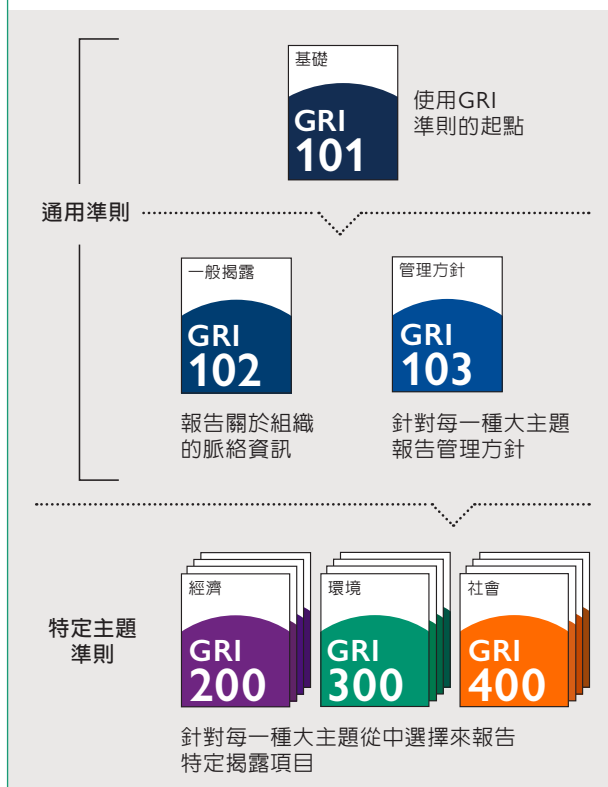 基礎
GRI
101
使用GRI
準則的起點
通用準則
一般揭露
GRI
102
管理方針
GRI
103
報告關於組織
的脈絡資訊
針對每一種大主題
報告管理方針
特定主題
準則
經濟
GRI
200
環境
GRI
300
社會
GRI
400
針對每一種大主題從中選擇來報告
特定揭露項目